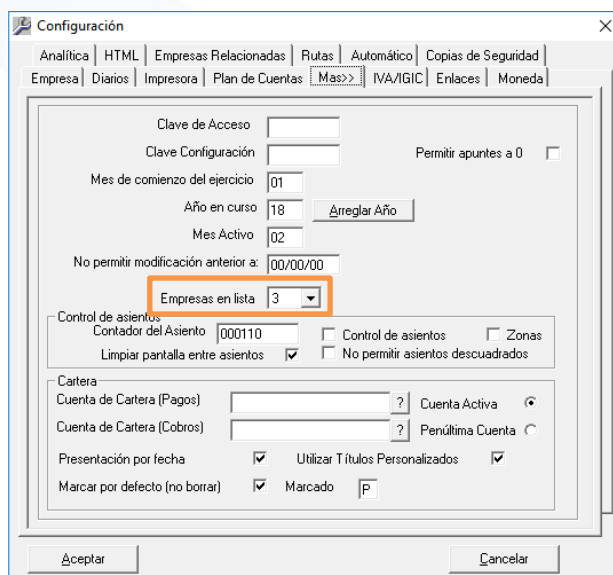 Configuración
Analítica HTML Empresas Relacionadas Rutas Automático Copias de Seguridad
Empresa Diarios Impresora Plan de Cuentas Mas>> IVA/IGIC Enlaces Moneda
Clave de Acceso
Clave Configuración Permitir apuntes a 0
Mes de comienzo del ejercicio 01
Año en curso 18 Arreglar Año
Mes Activo 02
No permitir modificación anterior a: 00/00/00
Empresas en lista 3
Control de asientos
Contador del Asiento 000110 Control de asientos Zonas
Limpiar pantalla entre asientos No permitir asientos descuadrados
Cartera
Cuenta de Cartera (Pagos) ? Cuenta Activa
Cuenta de Cartera (Cobros) ? Penúltima Cuenta
Presentación por fecha Utilizar Títulos Personalizados
Marcar por defecto (no borrar) Marcado P
Aceptar Cancelar